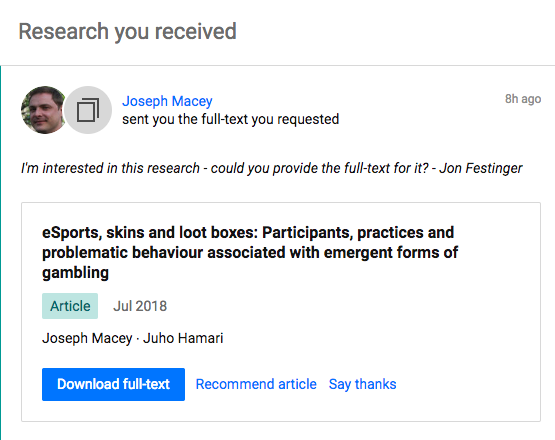 Research you received
Joseph Macey
8h ago
sent you the full-text you requested
I'm interested in this research - could you provide the full-text for it? - Jon Festinger
eSports, skins and loot boxes: Participants, practices and
problematic behaviour associated with emergent forms of
gambling
Article Jul 2018
Joseph Macey · Juho Hamari
Download full-text Recommend article Say thanks